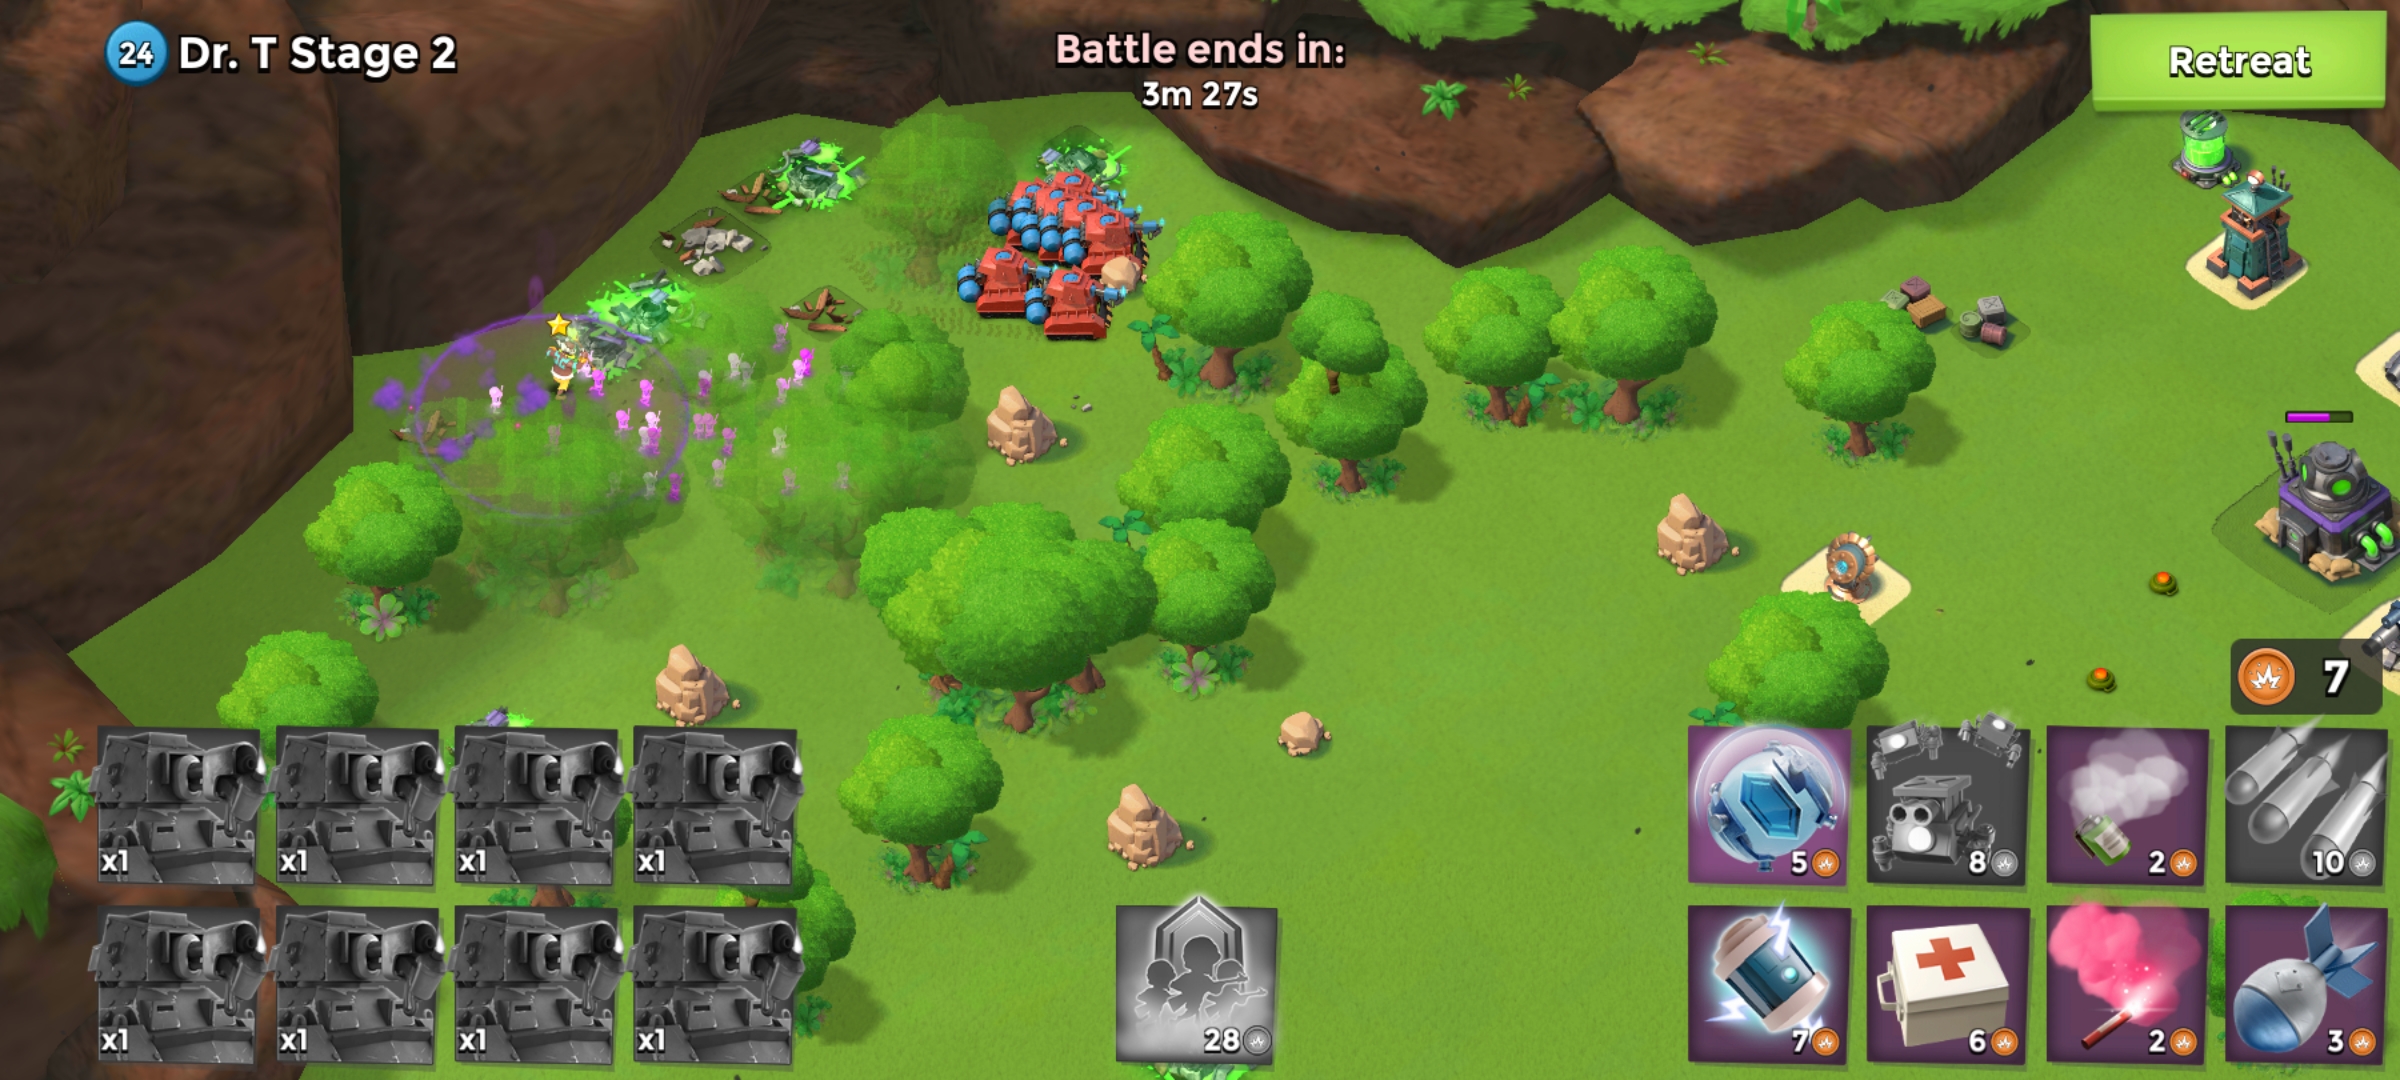 24 Dr. T Stage 2
Battle ends in:
3m 27s
Retreat
7
x1 x1 x1 x1
5 8 2 10
x1 x1 x1 x1
28
7 6 2 3